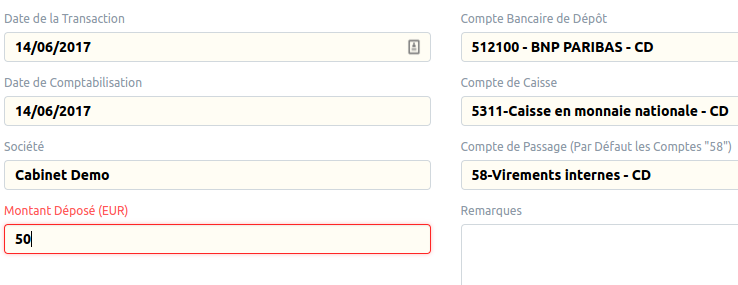 Date de la Transaction
14/06/2017
Date de Comptabilisation
14/06/2017
Société
Cabinet Demo
Montant Déposé (EUR)
50
Compte Bancaire de Dépôt
512100 - BNP PARIBAS - CD
Compte de Caisse
5311-Caisse en monnaie nationale - CD
Compte de Passage (Par Défaut les Comptes "58")
58-Virements internes - CD
Remarques